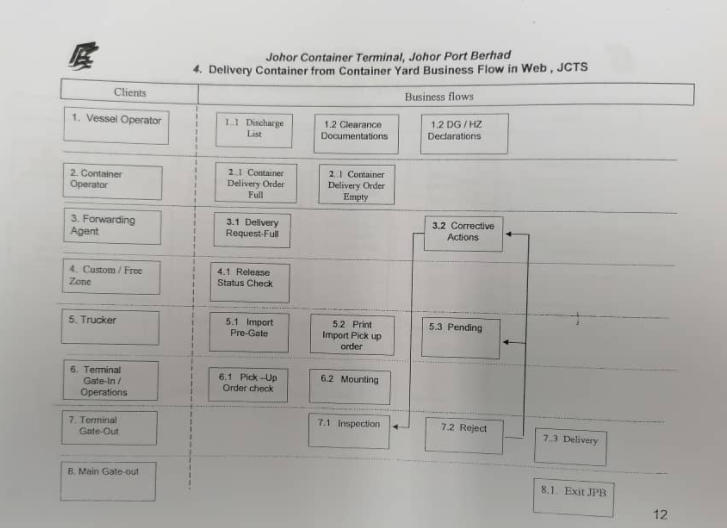 Johor Container Terminal, Johor Port Berhad
4. Delivery Container from Container Yard Business Flow in Web , JCTS
Clients
Business flows
1. Vessel Operator
1..1 Discharge
List
1.2 Clearance
Documentations
1.2 DG / HZ
Declarations
2. Container
Operator
2..1 Container
Delivery Order
Full
2..1 Container
Delivery Order
Empty
3. Forwarding
Agent
3.1 Delivery
Request-Full
3.2 Corrective
Actions
4. Custom / Free
Zone
4.1 Release
Status Check
5. Trucker
5.1 Import
Pre-Gate
5.2 Print
Import Pick up
order
5.3 Pending
6. Terminal
Gate-In /
Operations
6.1 Pick –Up
Order check
6.2 Mounting
7. Terminal
Gate-Out
7.1 Inspection
7.2 Reject
7..3 Delivery
8. Main Gate-out
8.1. Exit JPB
12